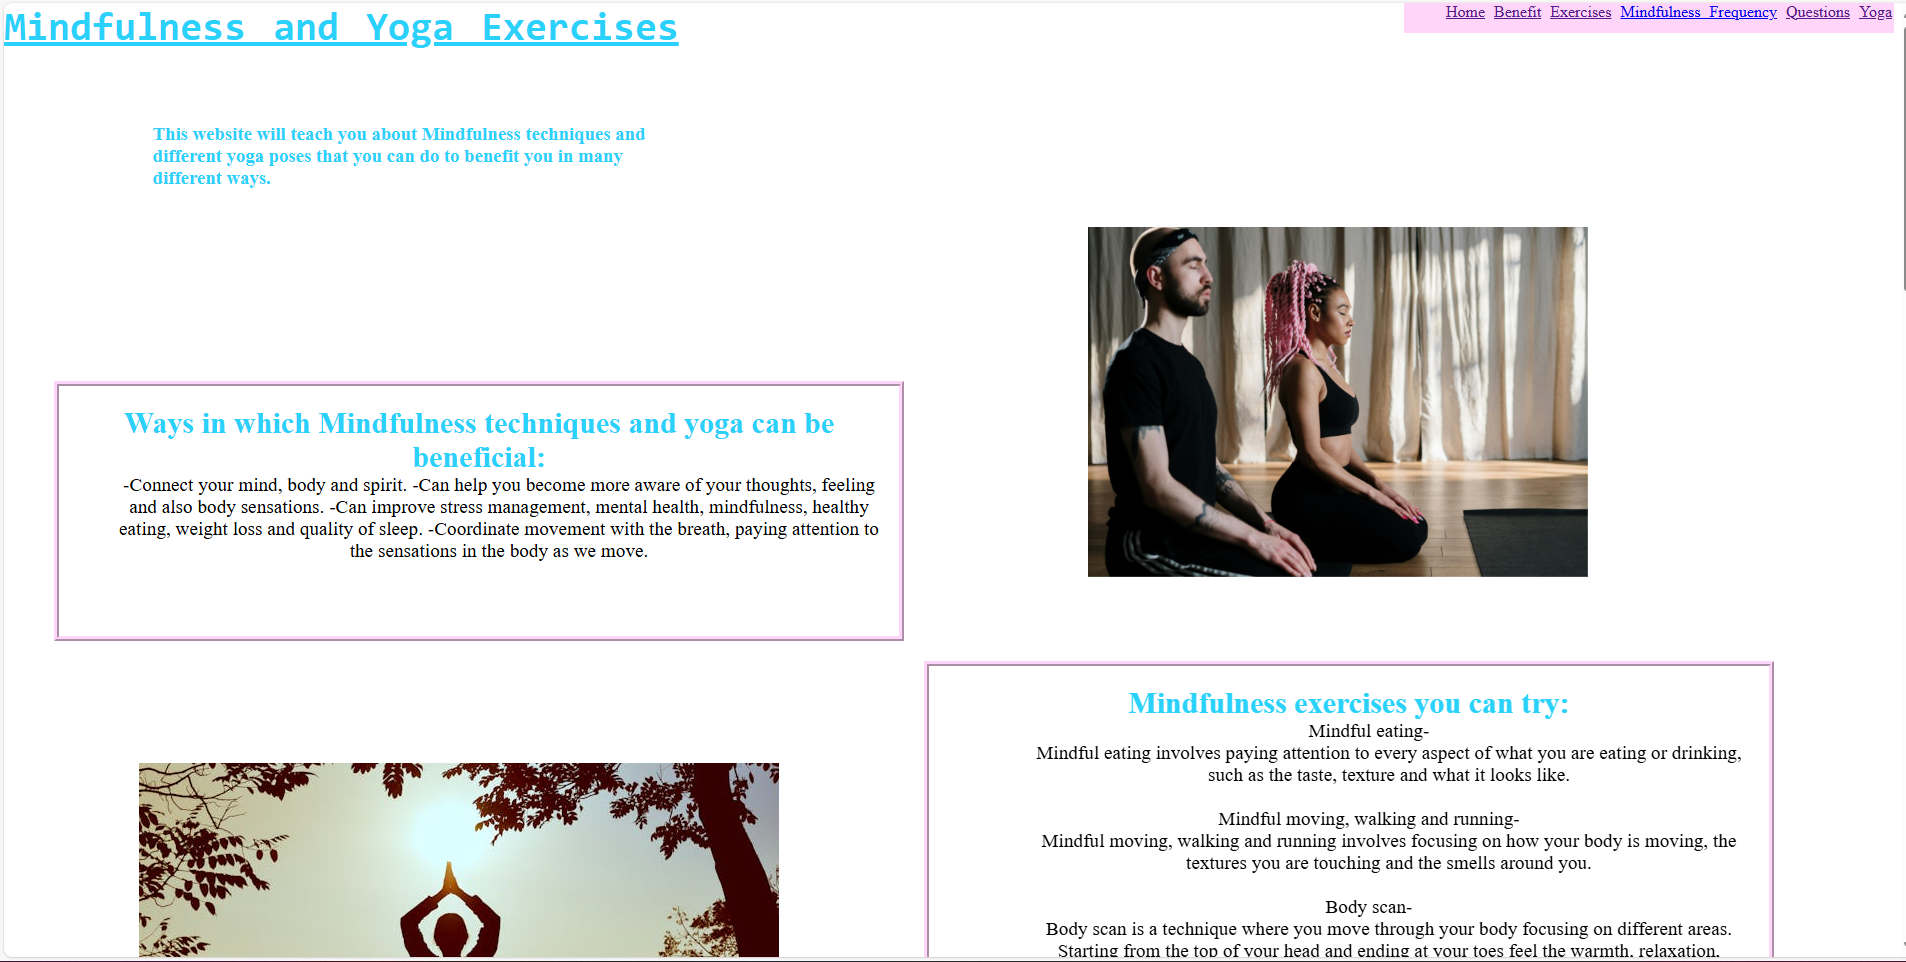 Mindfulness and Yoga Exercises
Home Benefit Exercises Mindfulness Frequency Questions Yoga
This website will teach you about Mindfulness techniques and
different yoga poses that you can do to benefit you in many
different ways.
Ways in which Mindfulness techniques and yoga can be
beneficial:
-Connect your mind, body and spirit. -Can help you become more aware of your thoughts, feeling
and also body sensations. -Can improve stress management, mental health, mindfulness, healthy
eating, weight loss and quality of sleep. -Coordinate movement with the breath, paying attention to
the sensations in the body as we move.
Mindfulness exercises you can try:
Mindful eating-
Mindful eating involves paying attention to every aspect of what you are eating or drinking,
such as the taste, texture and what it looks like.
Mindful moving, walking and running-
Mindful moving, walking and running involves focusing on how your body is moving, the
textures you are touching and the smells around you.
Body scan-
Body scan is a technique where you move through your body focusing on different areas.
Starting from the top of your head and ending at your toes feel the warmth, relaxation,